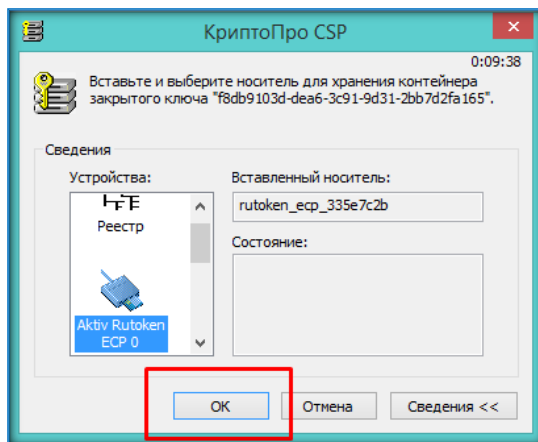 КриптоПро CSP
0:09:38
Вставьте и выберите носитель для хранения контейнера
закрытого ключа "f8db9103d-dea6-3c91-9d31-2bb7d2fa165".
Сведения
Устройства:
Реестр
Aktiv Rutoken
ECP 0
Вставленный носитель:
rutoken_ecp_335e7c2b
Состояние:
ОК
Отмена
Сведения <<